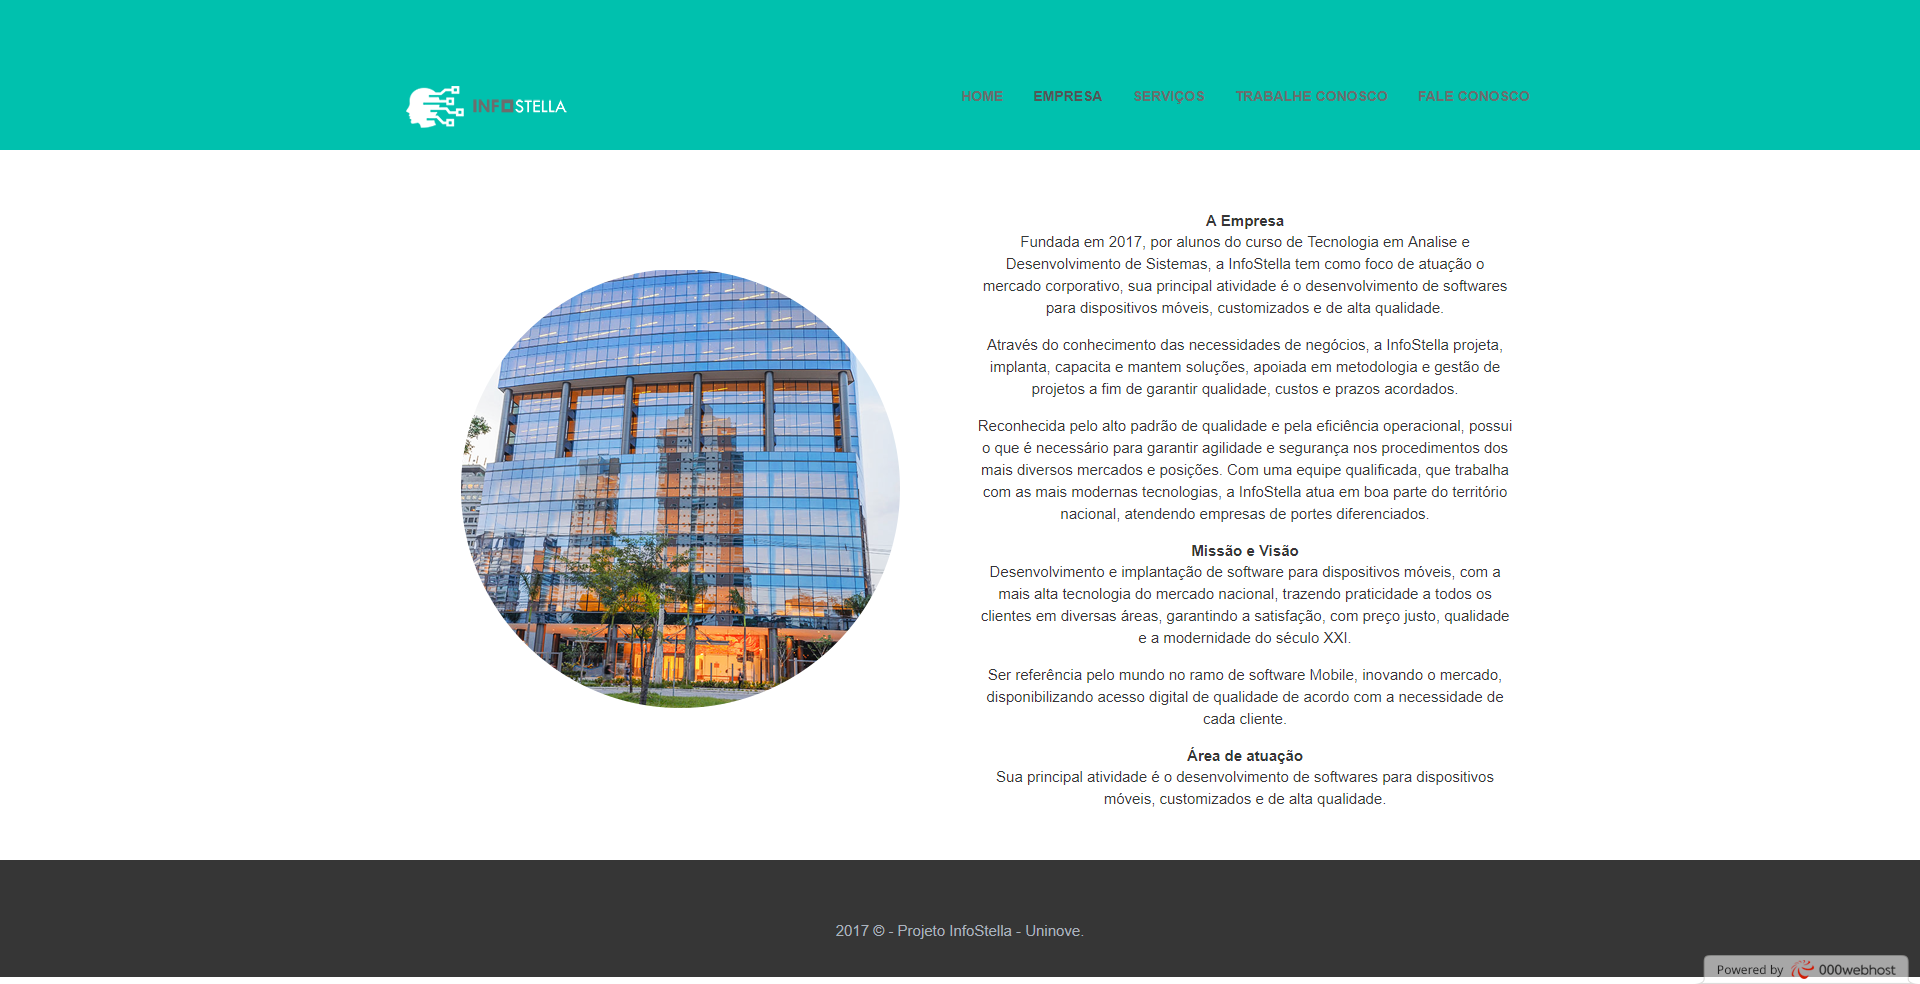 INFOSTELLA
HOME
EMPRESA
SERVIÇOS
TRABALHE CONOSCO
FALE CONOSCO
A Empresa
Fundada em 2017, por alunos do curso de Tecnologia em Analise e
Desenvolvimento de Sistemas, a InfoStella tem como foco de atuação o
mercado corporativo, sua principal atividade é o desenvolvimento de softwares
para dispositivos móveis, customizados e de alta qualidade.
Através do conhecimento das necessidades de negócios, a InfoStella projeta,
implanta, capacita e mantem soluções, apoiada em metodologia e gestão de
projetos a fim de garantir qualidade, custos e prazos acordados.
Reconhecida pelo alto padrão de qualidade e pela eficiência operacional, possui
o que é necessário para garantir agilidade e segurança nos procedimentos dos
mais diversos mercados e posições. Com uma equipe qualificada, que trabalha
com as mais modernas tecnologias, a InfoStella atua em boa parte do território
nacional, atendendo empresas de portes diferenciados.
Missão e Visão
Desenvolvimento e implantação de software para dispositivos móveis, com a
mais alta tecnologia do mercado nacional, trazendo praticidade a todos os
clientes em diversas áreas, garantindo a satisfação, com preço justo, qualidade
e a modernidade do século XXI.
Ser referência pelo mundo no ramo de software Mobile, inovando o mercado,
disponibilizando acesso digital de qualidade de acordo com a necessidade de
cada cliente.
Área de atuação
Sua principal atividade é o desenvolvimento de softwares para dispositivos
móveis, customizados e de alta qualidade.
2017 © - Projeto InfoStella - Uninove.
Powered by 000webhost